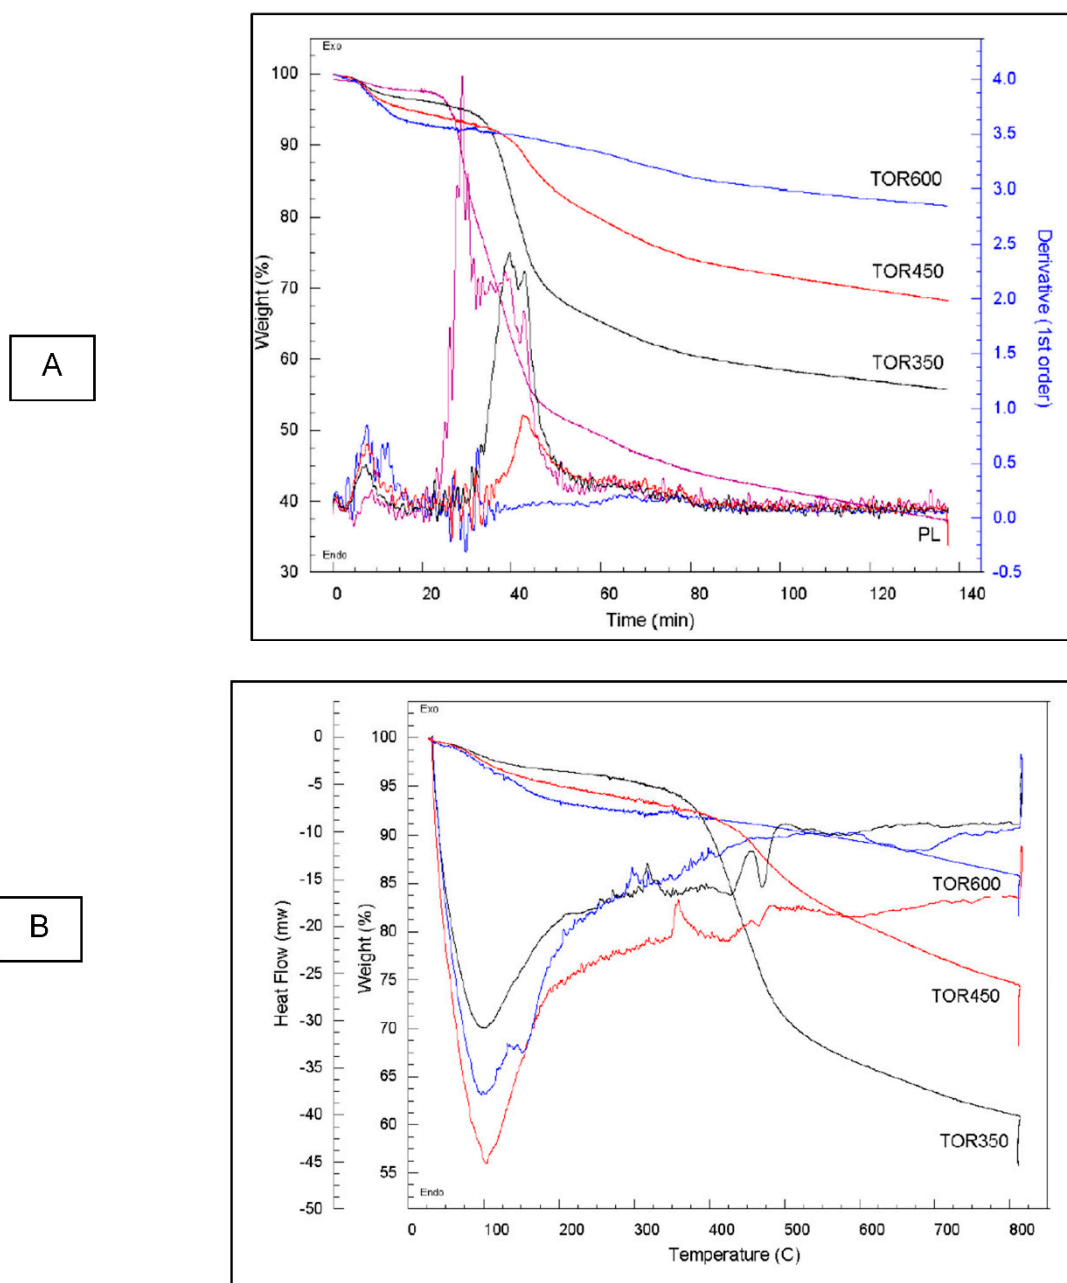 A
Exo
100
90
80
70
60
50
40
30
Weight (%)
Endo
4.0
3.5
3.0
2.5
2.0
1.5
1.0
0.5
0.0
-0.5
Derivative (1st order)
TOR600
TOR450
TOR350
PL
0 20 40 60 80 100 120 140
Time (min)
B
Exo
0
-5
-10
-15
-20
-25
-30
-35
-40
-45
-50
Heat Flow (mw)
100
95
90
85
80
75
70
65
60
55
Weight (%)
Endo
TOR600
TOR450
TOR350
0 100 200 300 400 500 600 700 800
Temperature (C)